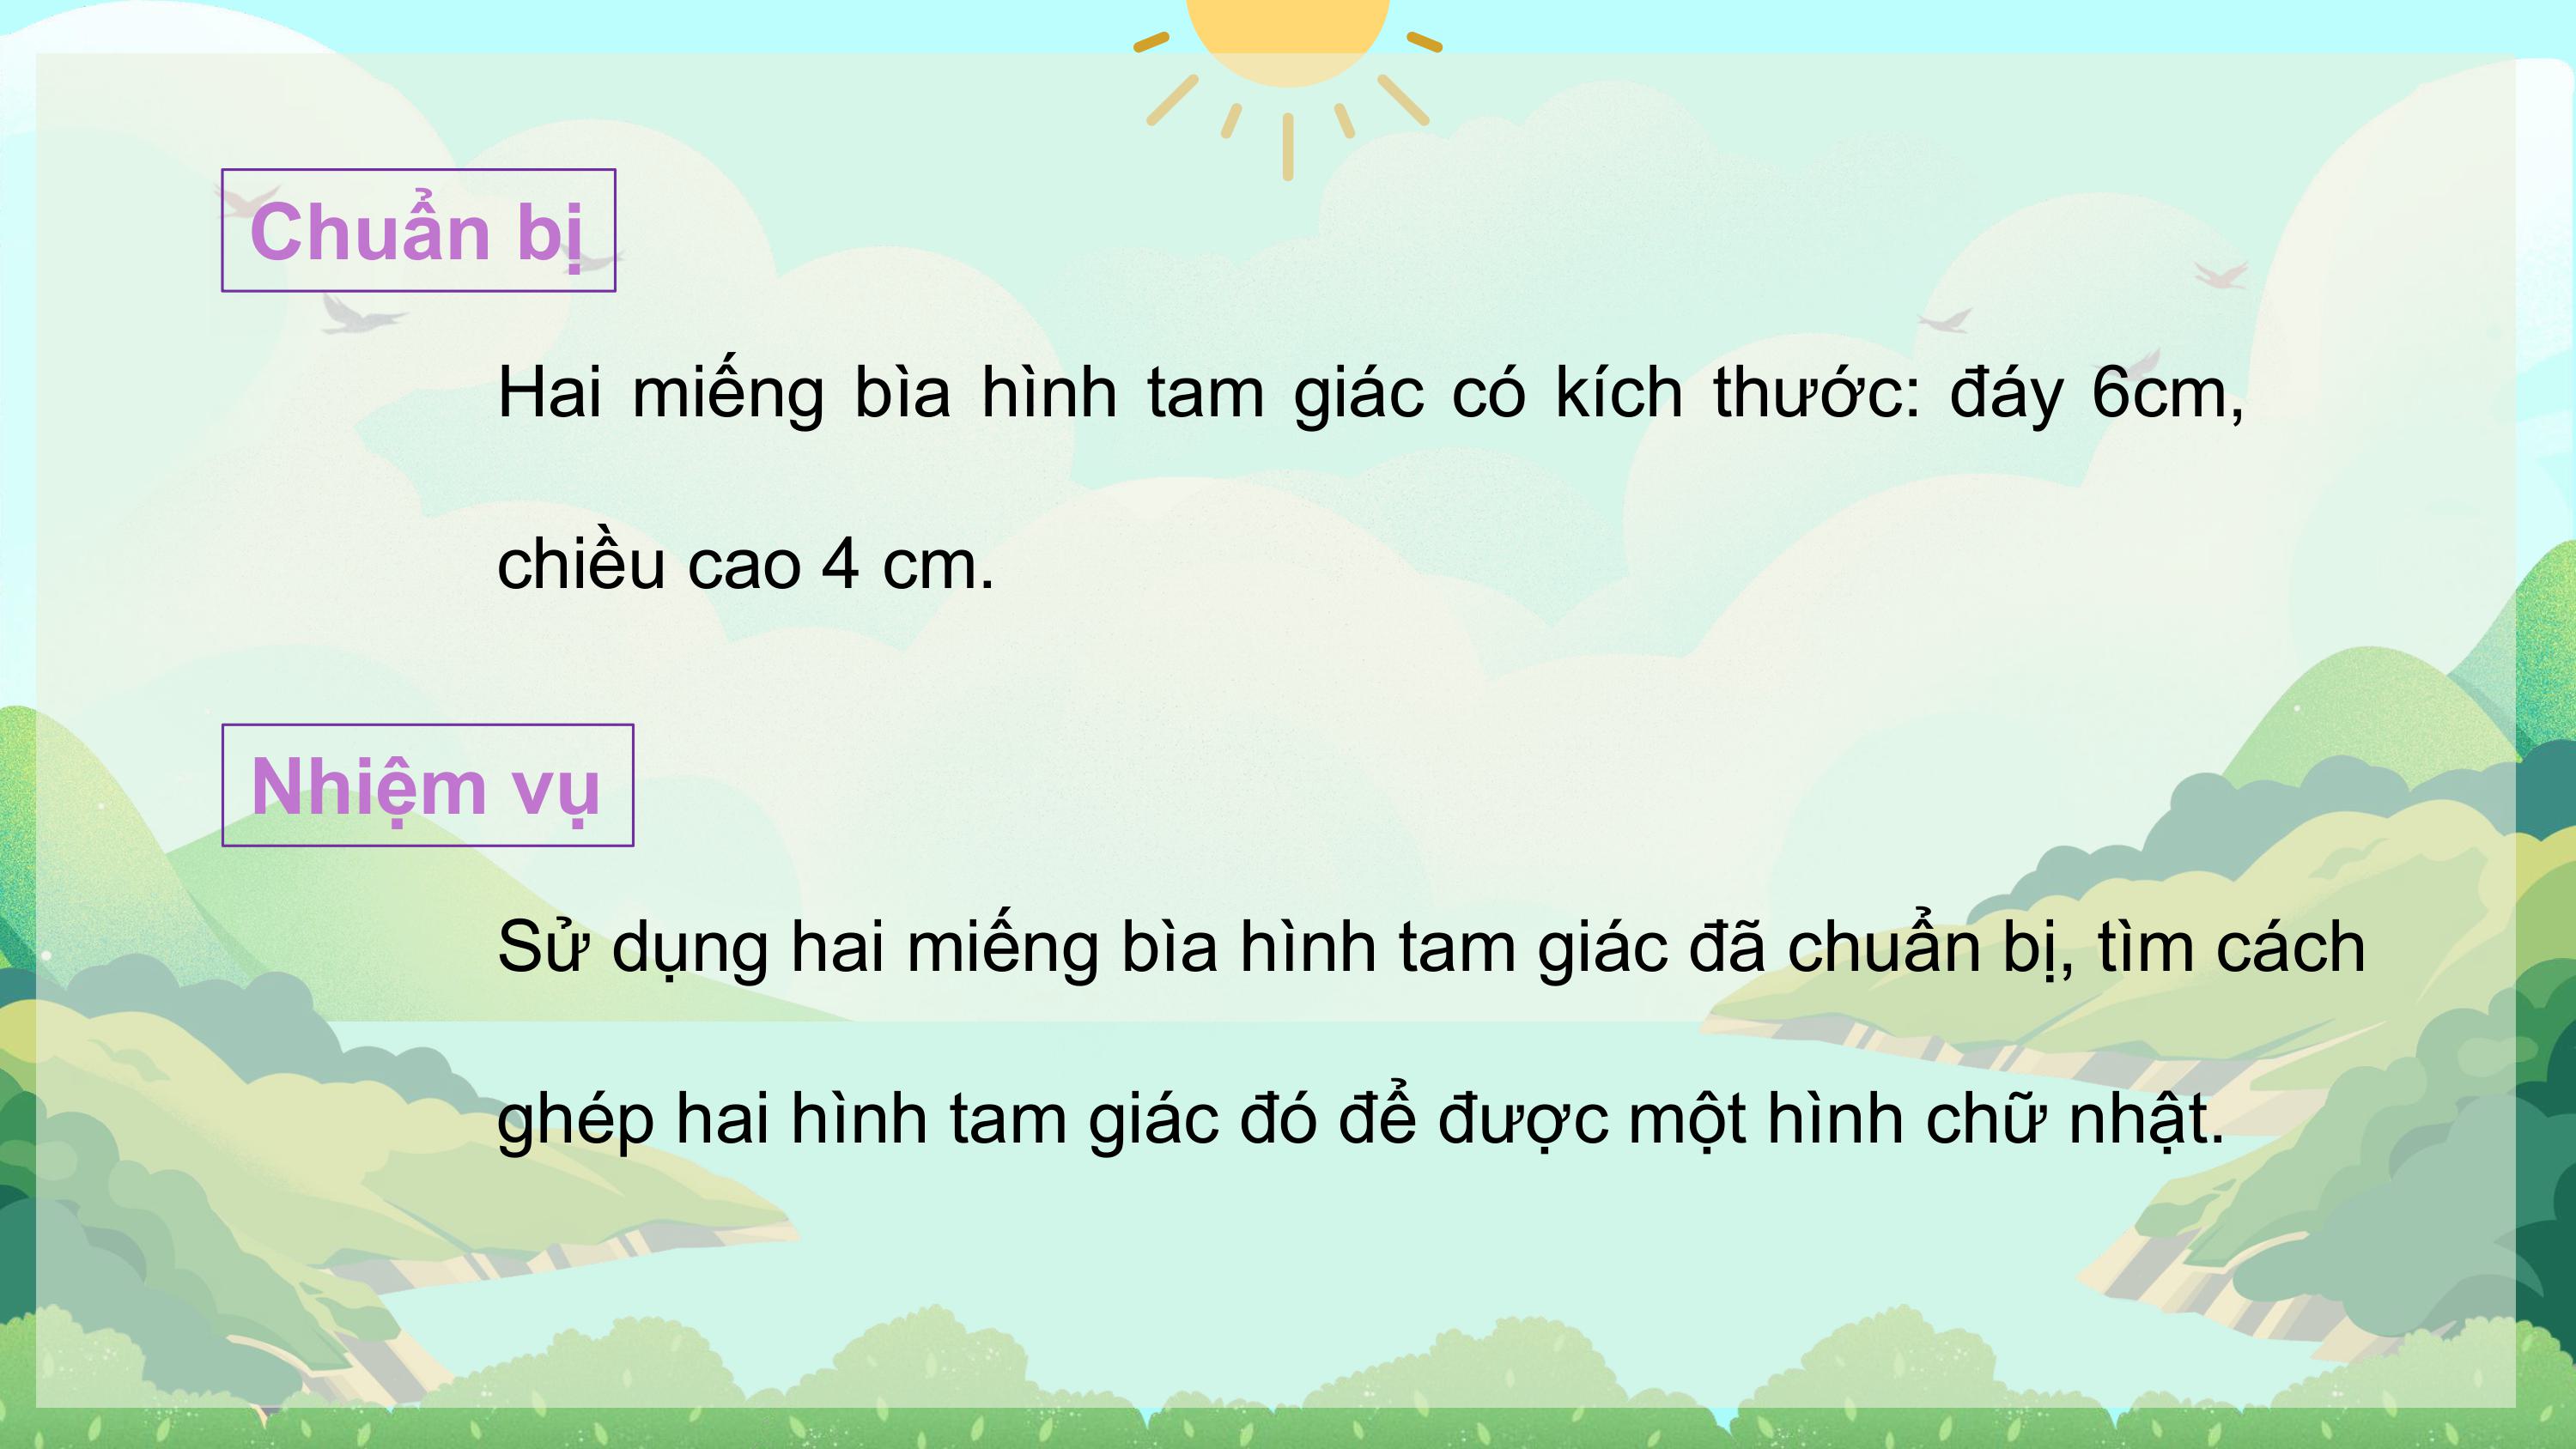 Chuẩn bị
Hai miếng bìa hình tam giác có kích thước: đáy 6cm,
chiều cao 4 cm.
Nhiệm vụ
Sử dụng hai miếng bìa hình tam giác đã chuẩn bị, tìm cách
ghép hai hình tam giác đó để được một hình chữ nhật.